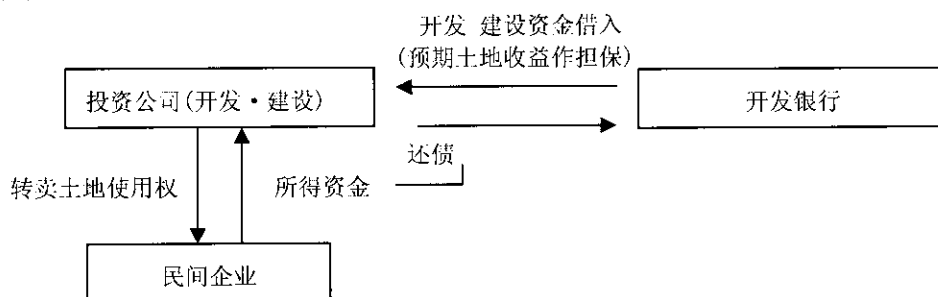 开发 建设资金借入
(预期土地收益作担保)
投资公司(开发·建设)
开发银行
还债
转卖土地使用权
所得资金
民间企业